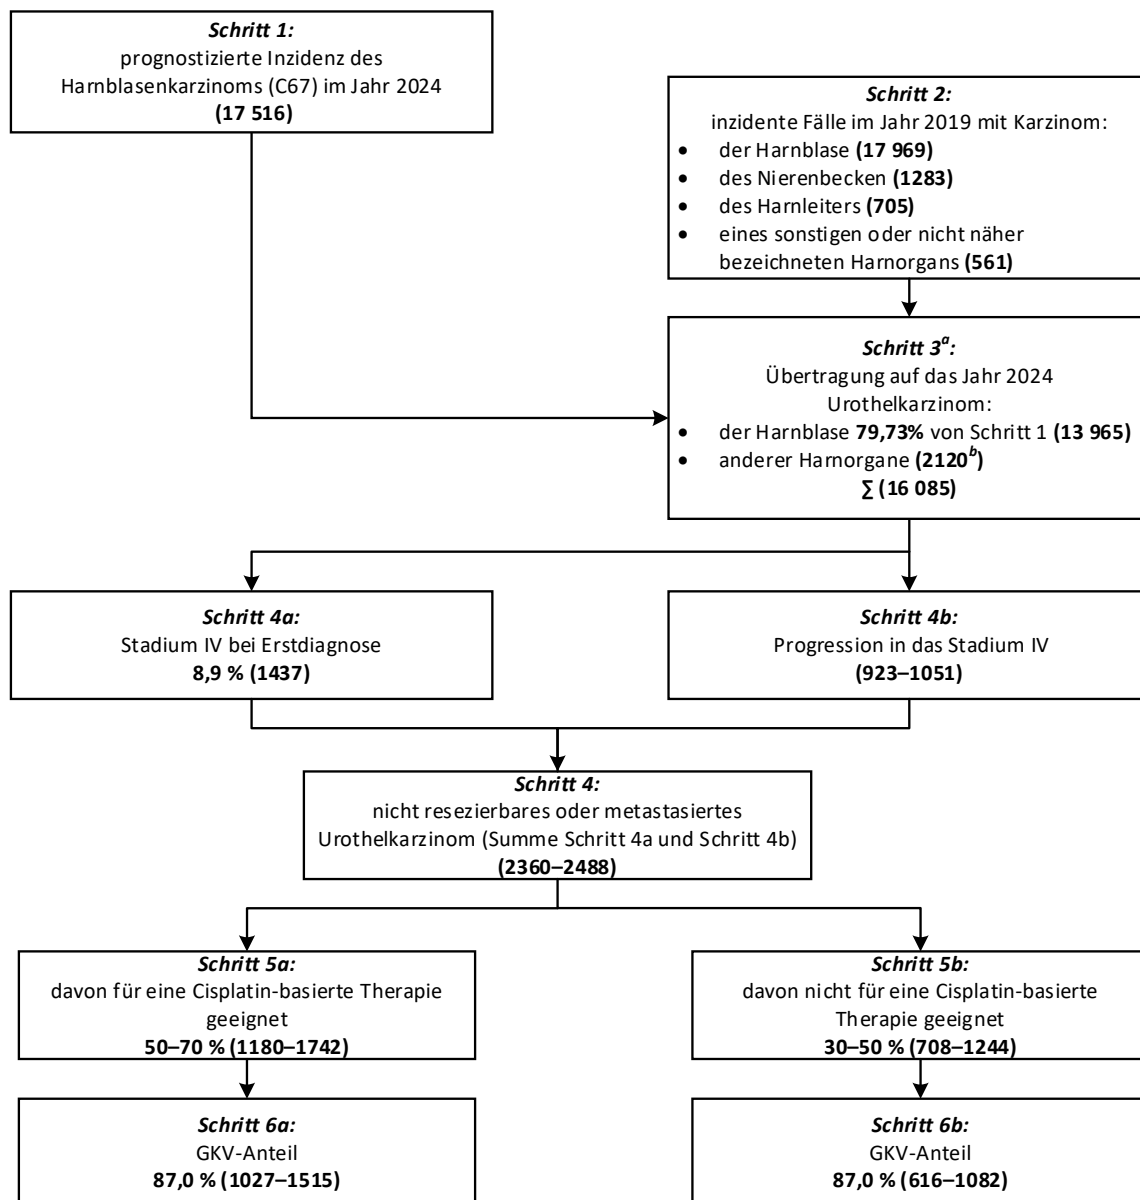 Schritt 1:
prognostizierte Inzidenz des
Harnblasenkarzinoms (C67) im Jahr 2024
(17 516)
Schritt 2:
inzidente Fälle im Jahr 2019 mit Karzinom:
• der Harnblase (17 969)
• des Nierenbecken (1283)
• des Harnleiters (705)
• eines sonstigen oder nicht näher
bezeichneten Harnorgans (561)
Schritt 3a:
Übertragung auf das Jahr 2024
Urothelkarzinom:
• der Harnblase 79,73% von Schritt 1 (13 965)
• anderer Harnorgane (2120b)
∑ (16 085)
Schritt 4a:
Stadium IV bei Erstdiagnose
8,9 % (1437)
Schritt 4b:
Progression in das Stadium IV
(923–1051)
Schritt 4:
nicht resezierbares oder metastasiertes
Urothelkarzinom (Summe Schritt 4a und Schritt 4b)
(2360–2488)
Schritt 5a:
davon für eine Cisplatin-basierte Therapie
geeignet
50–70 % (1180–1742)
Schritt 5b:
davon nicht für eine Cisplatin-basierte
Therapie geeignet
30–50 % (708–1244)
Schritt 6a:
GKV-Anteil
87,0 % (1027–1515)
Schritt 6b:
GKV-Anteil
87,0 % (616–1082)